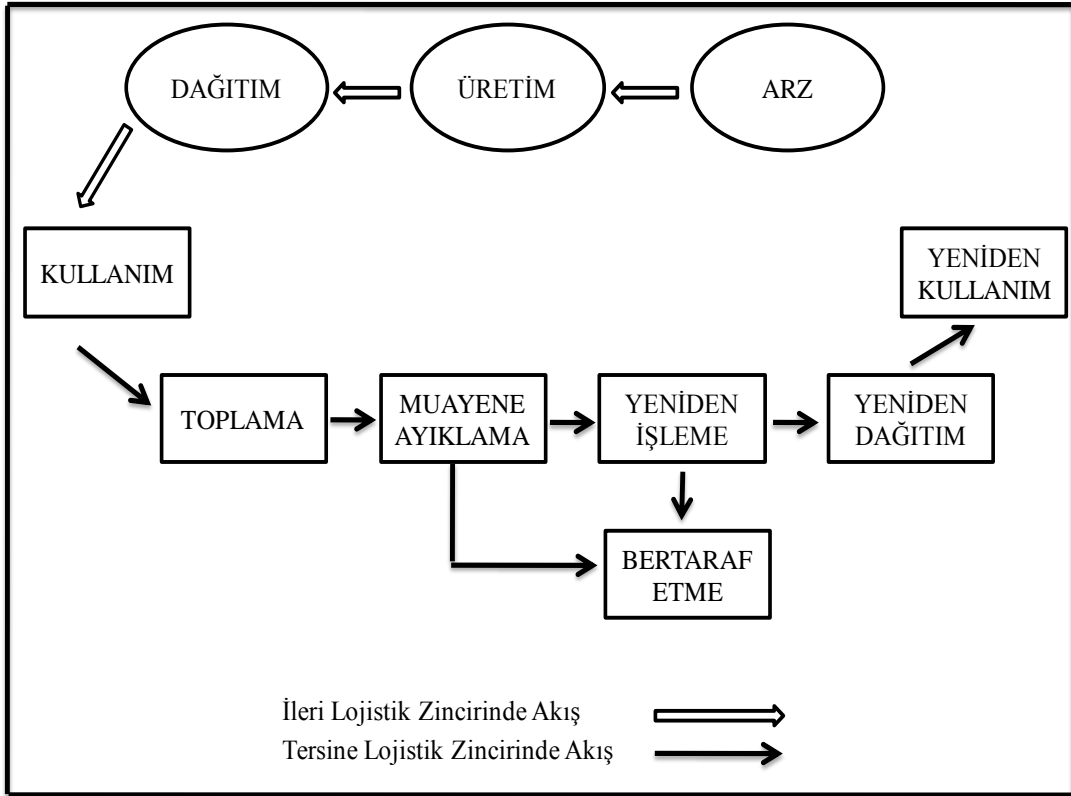 DAĞITIM
ÜRETİM
ARZ
KULLANIM
YENİDEN
KULLANIM
TOPLAMA
MUAYENE
AYIKLAMA
YENİDEN
İŞLEME
YENİDEN
DAĞITIM
BERTARAF
ETME
İleri Lojistik Zincirinde Akış
Tersine Lojistik Zincirinde Akış